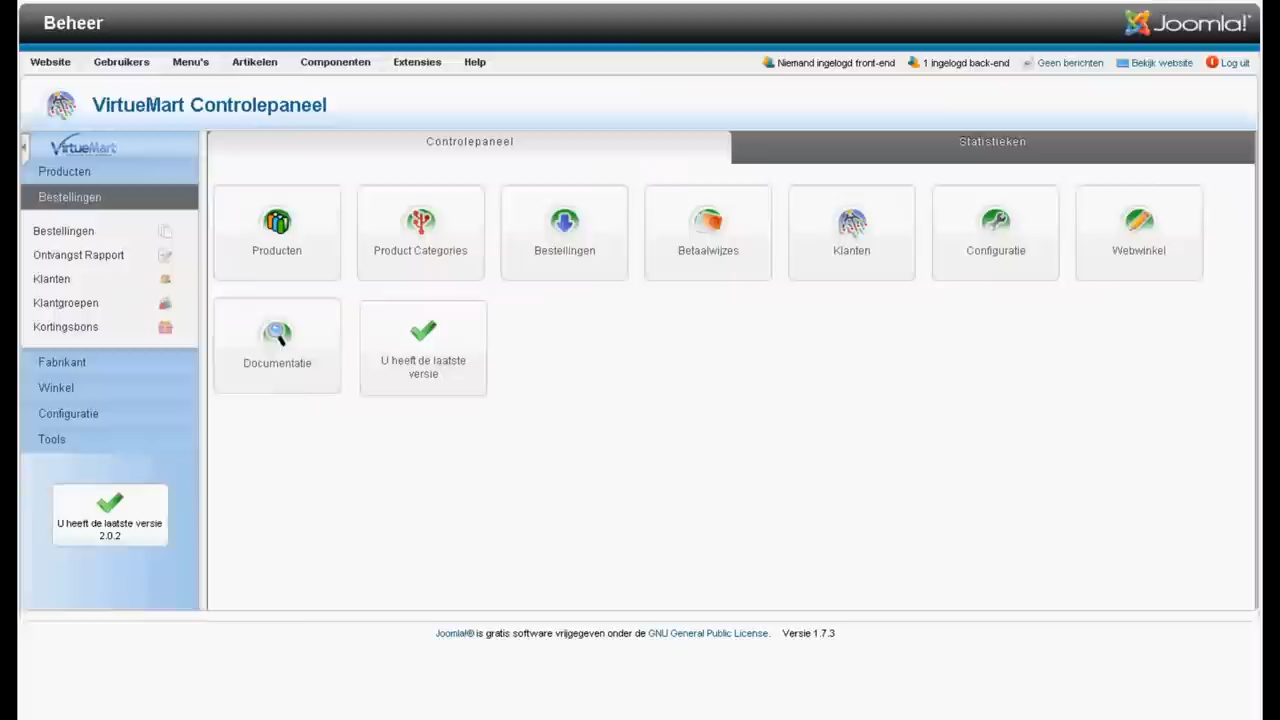 Beheer
Joomla!
Website Gebruikers Menu's Artikelen Componenten Extensies Help Niemand ingelogd front-end 1 ingelogd back-end Geen berichten Bekijk website Log uit
VirtueMart Controlepaneel
VirtueMart
Controlepaneel Statistieken
Producten
Bestellingen
Bestellingen
Ontvangst Rapport
Klanten
Klantgroepen
Kortingsbons
Fabrikant
Winkel
Configuratie
Tools
U heeft de laatste versie
2.0.2
Producten Product Categories Bestellingen Betaalwijzes Klanten Configuratie Webwinkel
Documentatie
U heeft de laatste
versie
Joomla!® is gratis software vrijgegeven onder de GNU General Public License. Versie 1.7.3